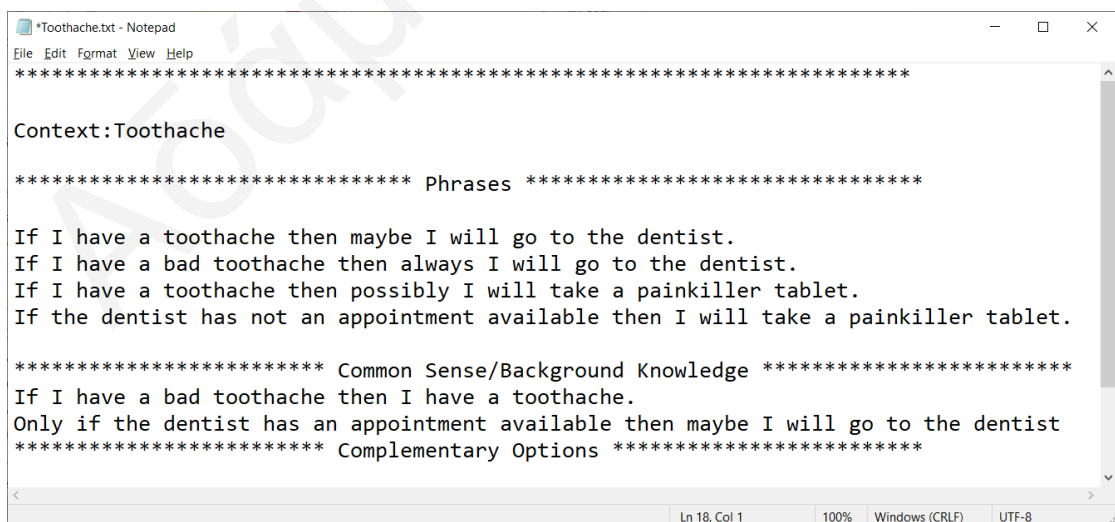 *Toothache.txt - Notepad
File Edit Format View Help
************************************************************************
Context:Toothache
******************************** Phrases ********************************
If I have a toothache then maybe I will go to the dentist.
If I have a bad toothache then always I will go to the dentist.
If I have a toothache then possibly I will take a painkiller tablet.
If the dentist has not an appointment available then I will take a painkiller tablet.
************************* Common Sense/Background Knowledge *************************
If I have a bad toothache then I have a toothache.
Only if the dentist has an appointment available then maybe I will go to the dentist
************************* Complementary Options *************************
Ln 18, Col 1 100% Windows (CRLF) UTF-8